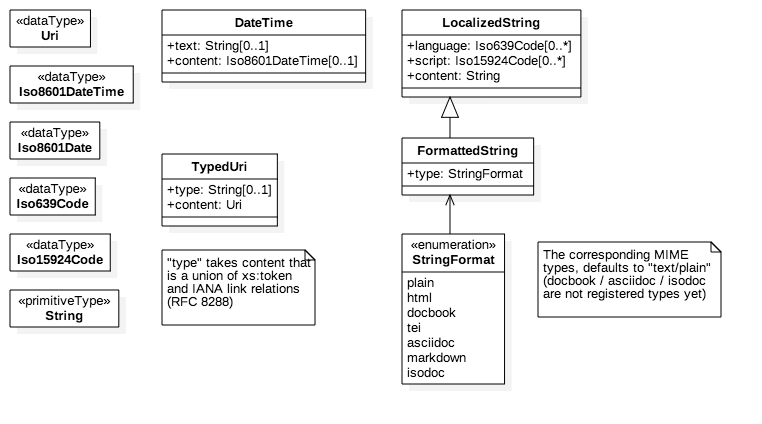 «dataType»
Uri
«dataType»
Iso8601DateTime
«dataType»
Iso8601Date
«dataType»
Iso639Code
«dataType»
Iso15924Code
«primitiveType»
String
DateTime
+text: String[0..1]
+content: Iso8601DateTime[0..1]
TypedUri
+type: String[0..1]
+content: Uri
"type" takes content that
is a union of xs:token
and IANA link relations
(RFC 8288)
LocalizedString
+language: Iso639Code[0..*]
+script: Iso15924Code[0..*]
+content: String
FormattedString
+type: StringFormat
«enumeration»
StringFormat
plain
html
docbook
tei
asciidoc
markdown
isodoc
The corresponding MIME
types, defaults to "text/plain"
(docbook / asciidoc / isodoc
are not registered types yet)